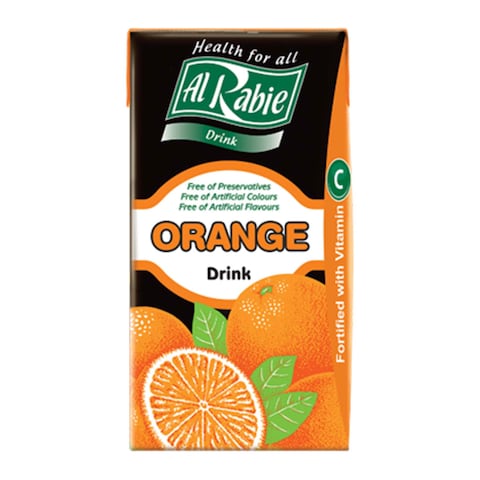 Health for all
Al Rabie
Drink
Free of Preservatives
Free of Artificial Colours
Free of Artificial Flavours
ORANGE
Drink
Fortified with Vitamin C